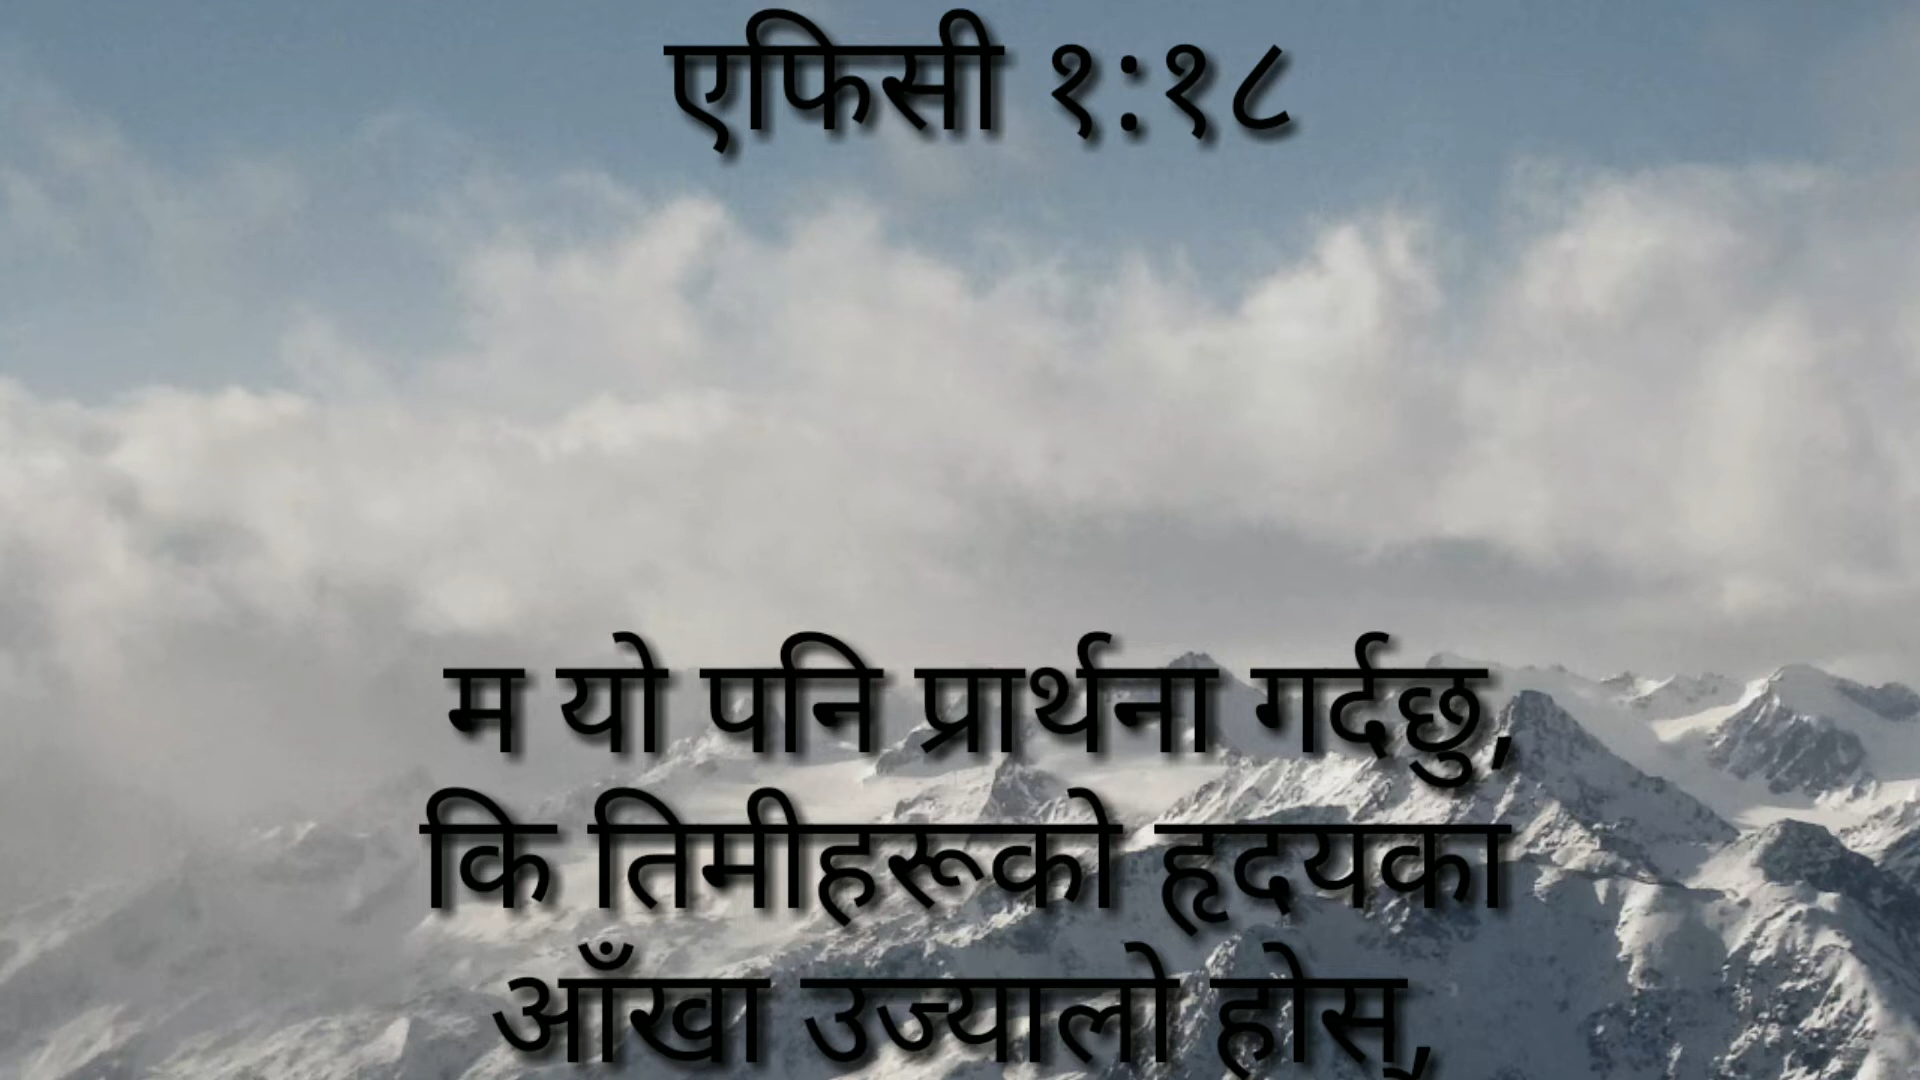 एफिसी १:१८
म यो पनि प्रार्थना गर्दछु,
कि तिमीहरूको हृदयका
आँखा उज्यालो होस्,